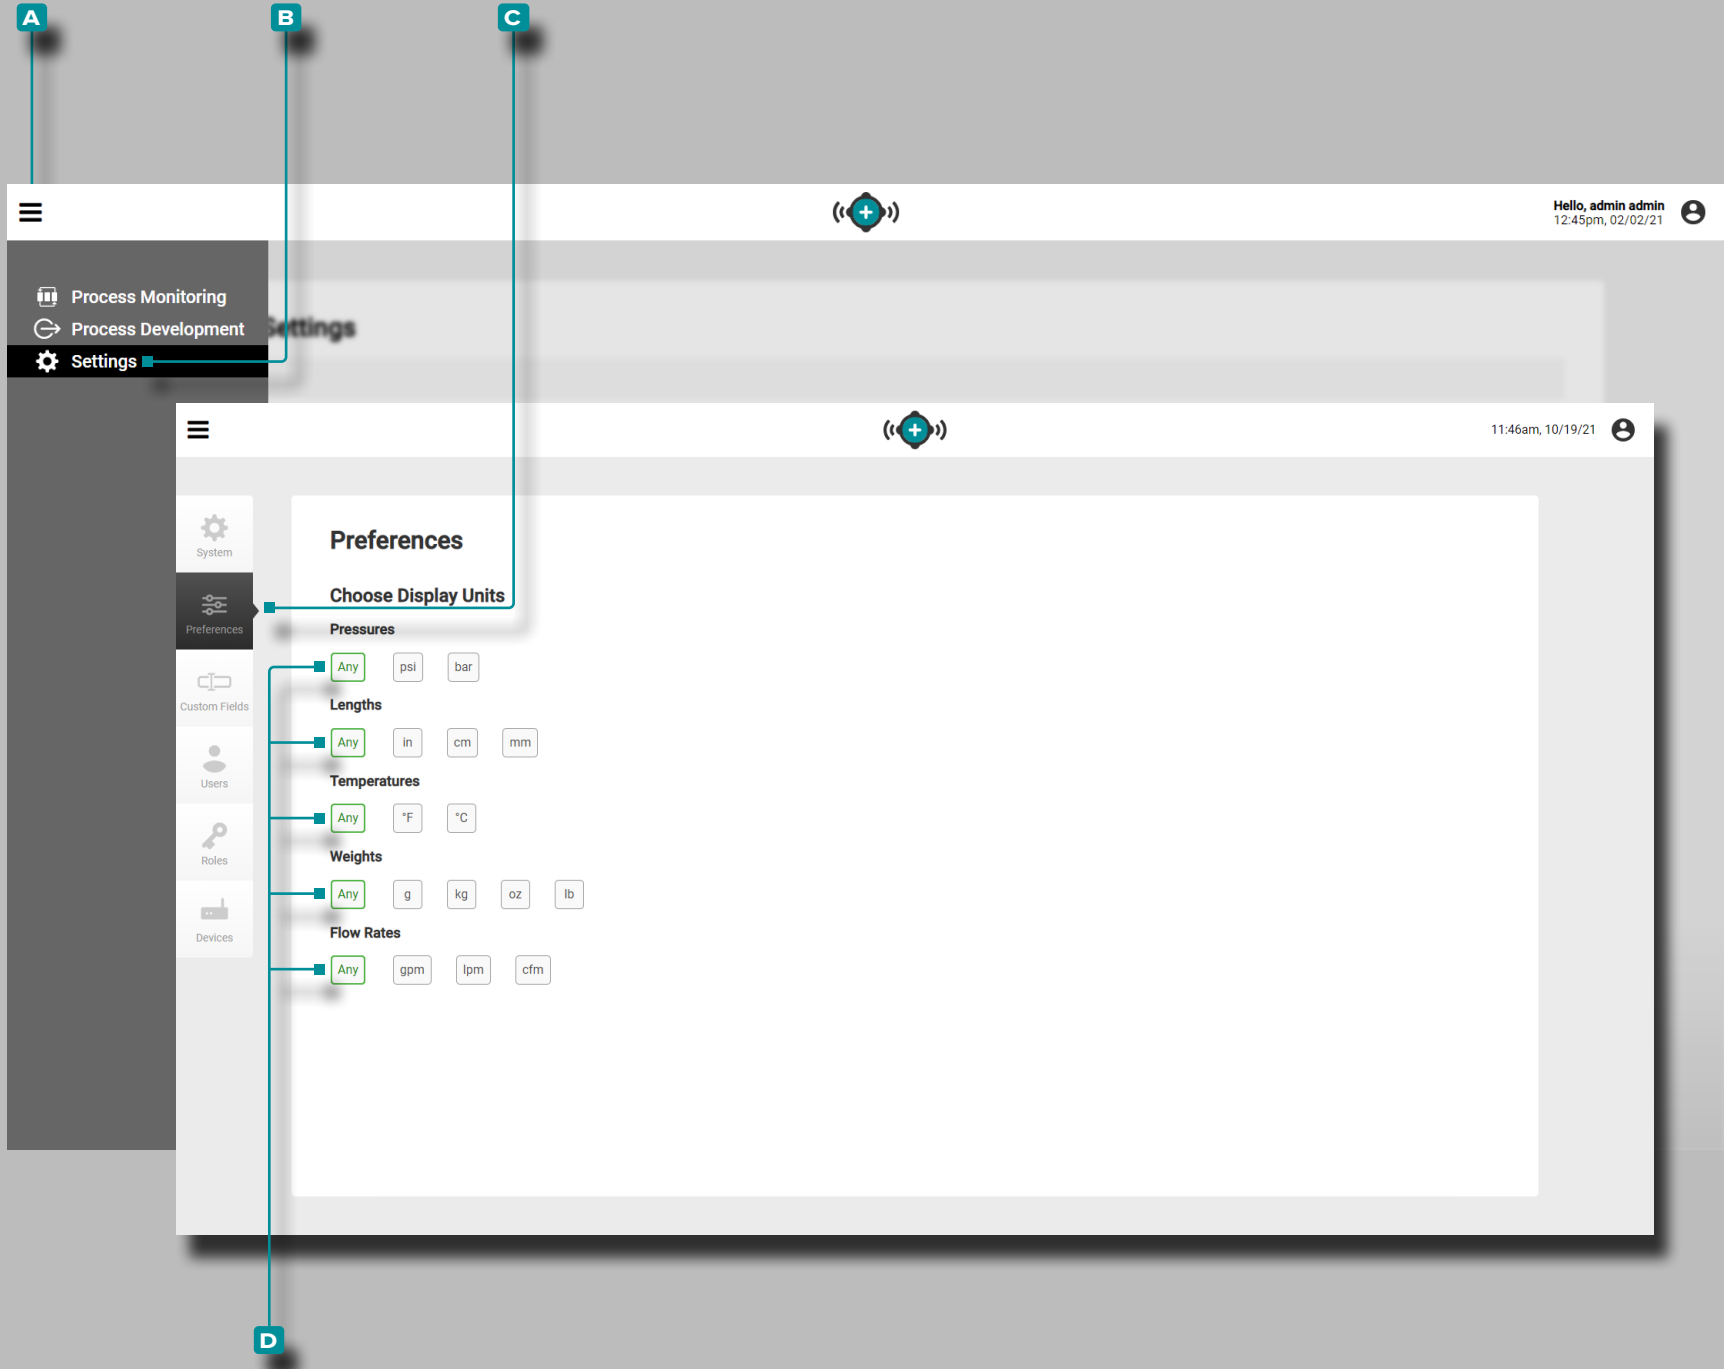 A B C
Hello, admin admin
12:45pm, 02/02/21
Process Monitoring
Process Development
Settings
Settings
11:46am, 10/19/21
System
Preferences
Custom Fields
Users
Roles
Devices
Preferences
Choose Display Units
Pressures
Any psi bar
Lengths
Any in cm mm
Temperatures
Any °F °C
Weights
Any g kg oz lb
Flow Rates
Any gpm lpm cfm
D